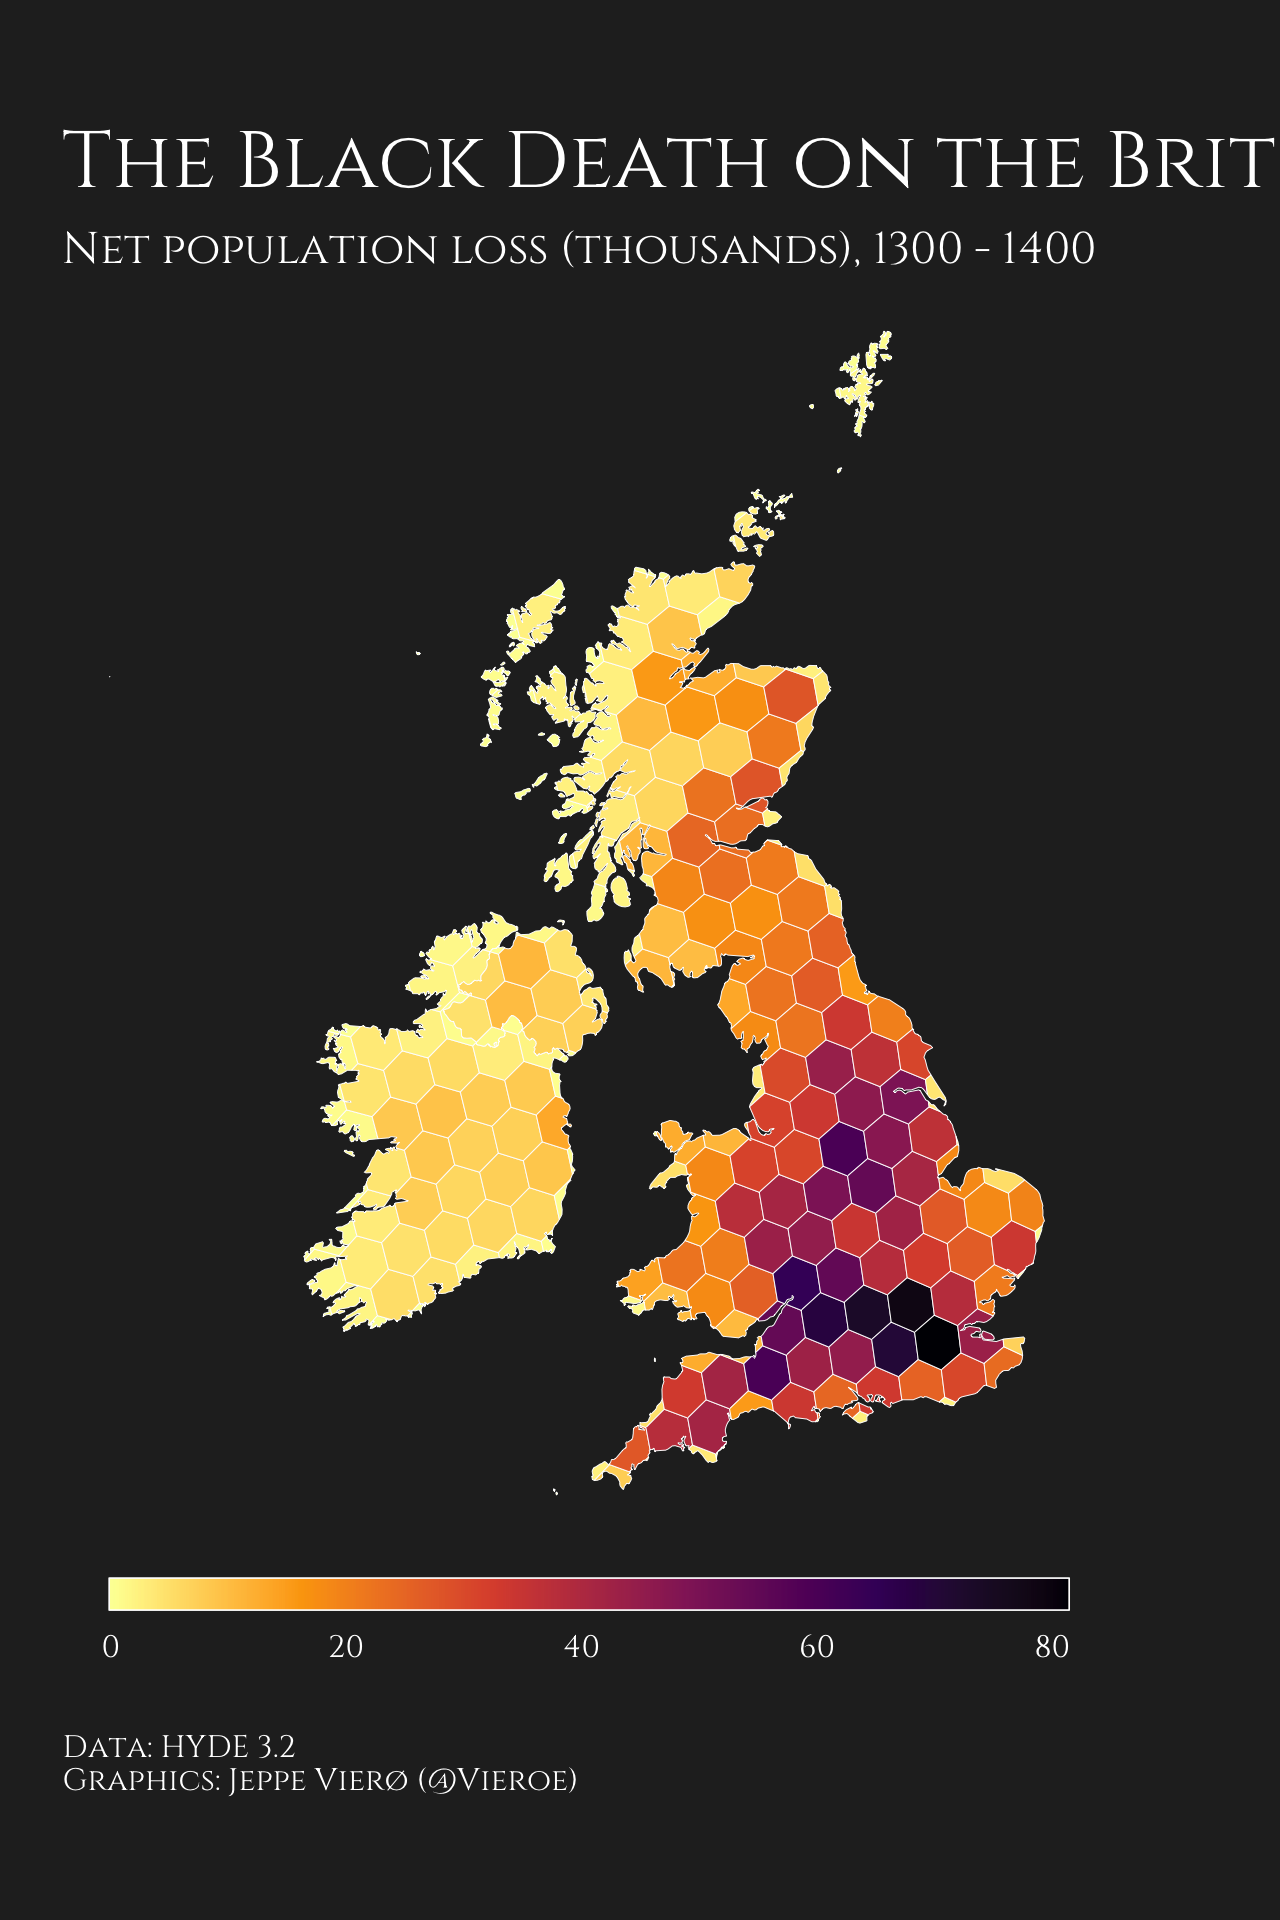 The Black Death on the Brit
Net population loss (thousands), 1300 - 1400
0 20 40 60 80
Data: HYDE 3.2
Graphics: Jeppe Vierø (@Vieroe)